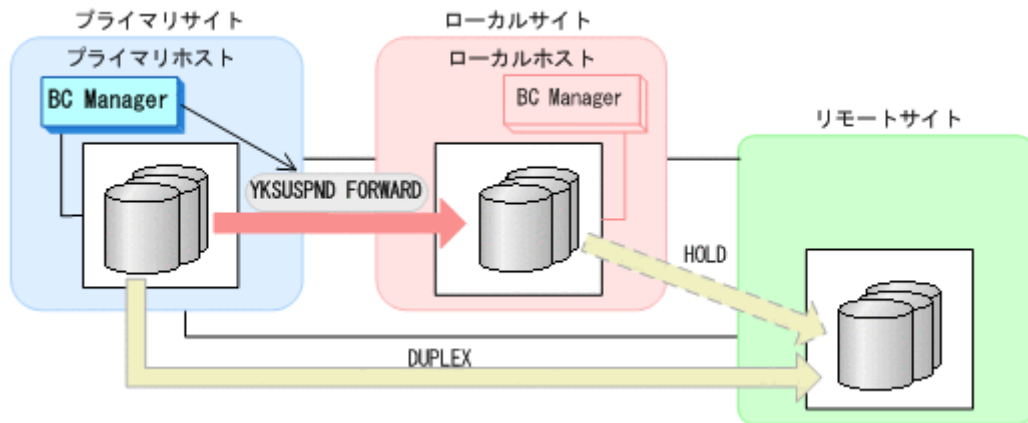 プライマリサイト
ローカルサイト
プライマリホスト
ローカルホスト
BC Manager
BC Manager
リモートサイト
YKSUSPND FORWARD
HOLD
DUPLEX